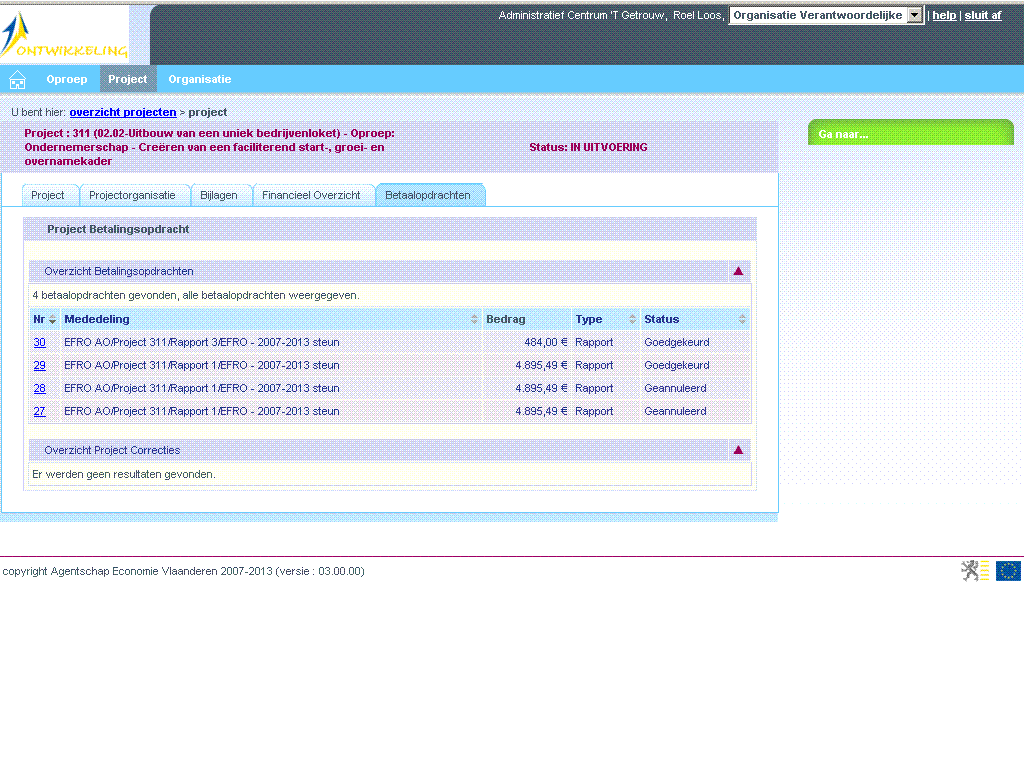 Administratief Centrum 'T Getrouw, Roel Loos, Organisatie Verantwoordelijke | help | sluit af
ONTWIKKELING
Oproep Project Organisatie
U bent hier: overzicht projecten > project
Project : 311 (02.02-Uitbouw van een uniek bedrijvenloket) - Oproep:
Ondernemerschap - Creëren van een faciliterend start-, groei- en
overnamekader
Status: IN UITVOERING
Ga naar...
Project Projectorganisatie Bijlagen Financieel Overzicht Betaalopdrachten
Project Betalingsopdracht
Overzicht Betalingsopdrachten
4 betaalopdrachten gevonden, alle betaalopdrachten weergegeven.
Nr Mededeling Bedrag Type Status
30 EFRO AO/Project 311/Rapport 3/EFRO - 2007-2013 steun 484,00 € Rapport Goedgekeurd
29 EFRO AO/Project 311/Rapport 1/EFRO - 2007-2013 steun 4.895,49 € Rapport Goedgekeurd
28 EFRO AO/Project 311/Rapport 1/EFRO - 2007-2013 steun 4.895,49 € Rapport Geannuleerd
27 EFRO AO/Project 311/Rapport 1/EFRO - 2007-2013 steun 4.895,49 € Rapport Geannuleerd
Overzicht Project Correcties
Er werden geen resultaten gevonden.
copyright Agentschap Economie Vlaanderen 2007-2013 (versie : 03.00.00)